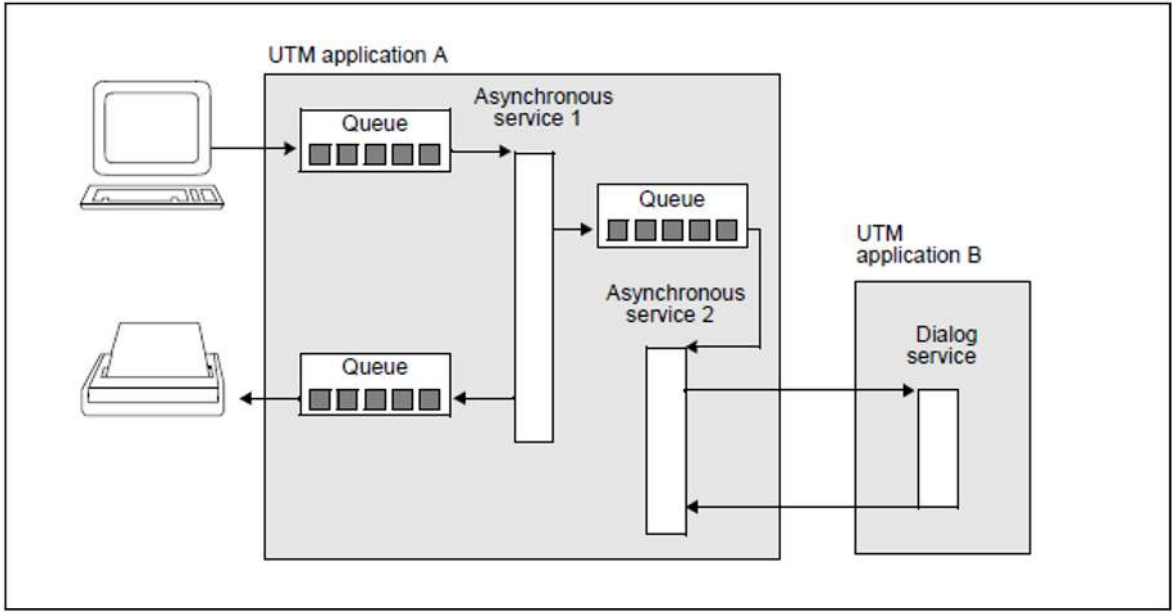 UTM application A
Asynchronous
service 1
Queue
Queue
UTM
application B
Asynchronous
service 2
Dialog
service
Queue